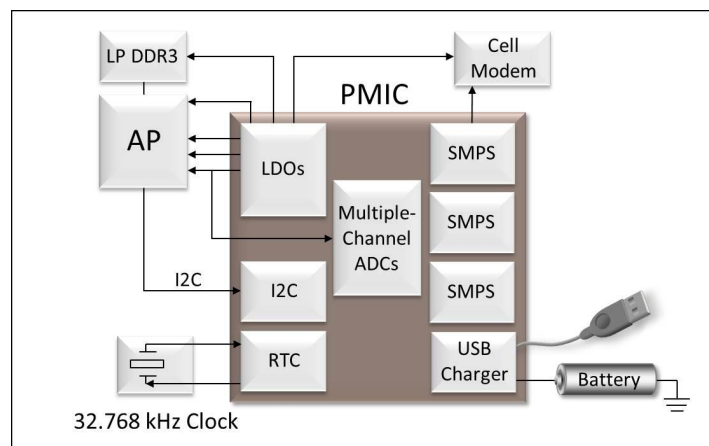 LP DDR3
Cell
Modem
PMIC
AP
LDOs
SMPS
Multiple-
Channel
ADCs
SMPS
I2C
I2C
SMPS
RTC
USB
Charger
Battery
32.768 kHz Clock